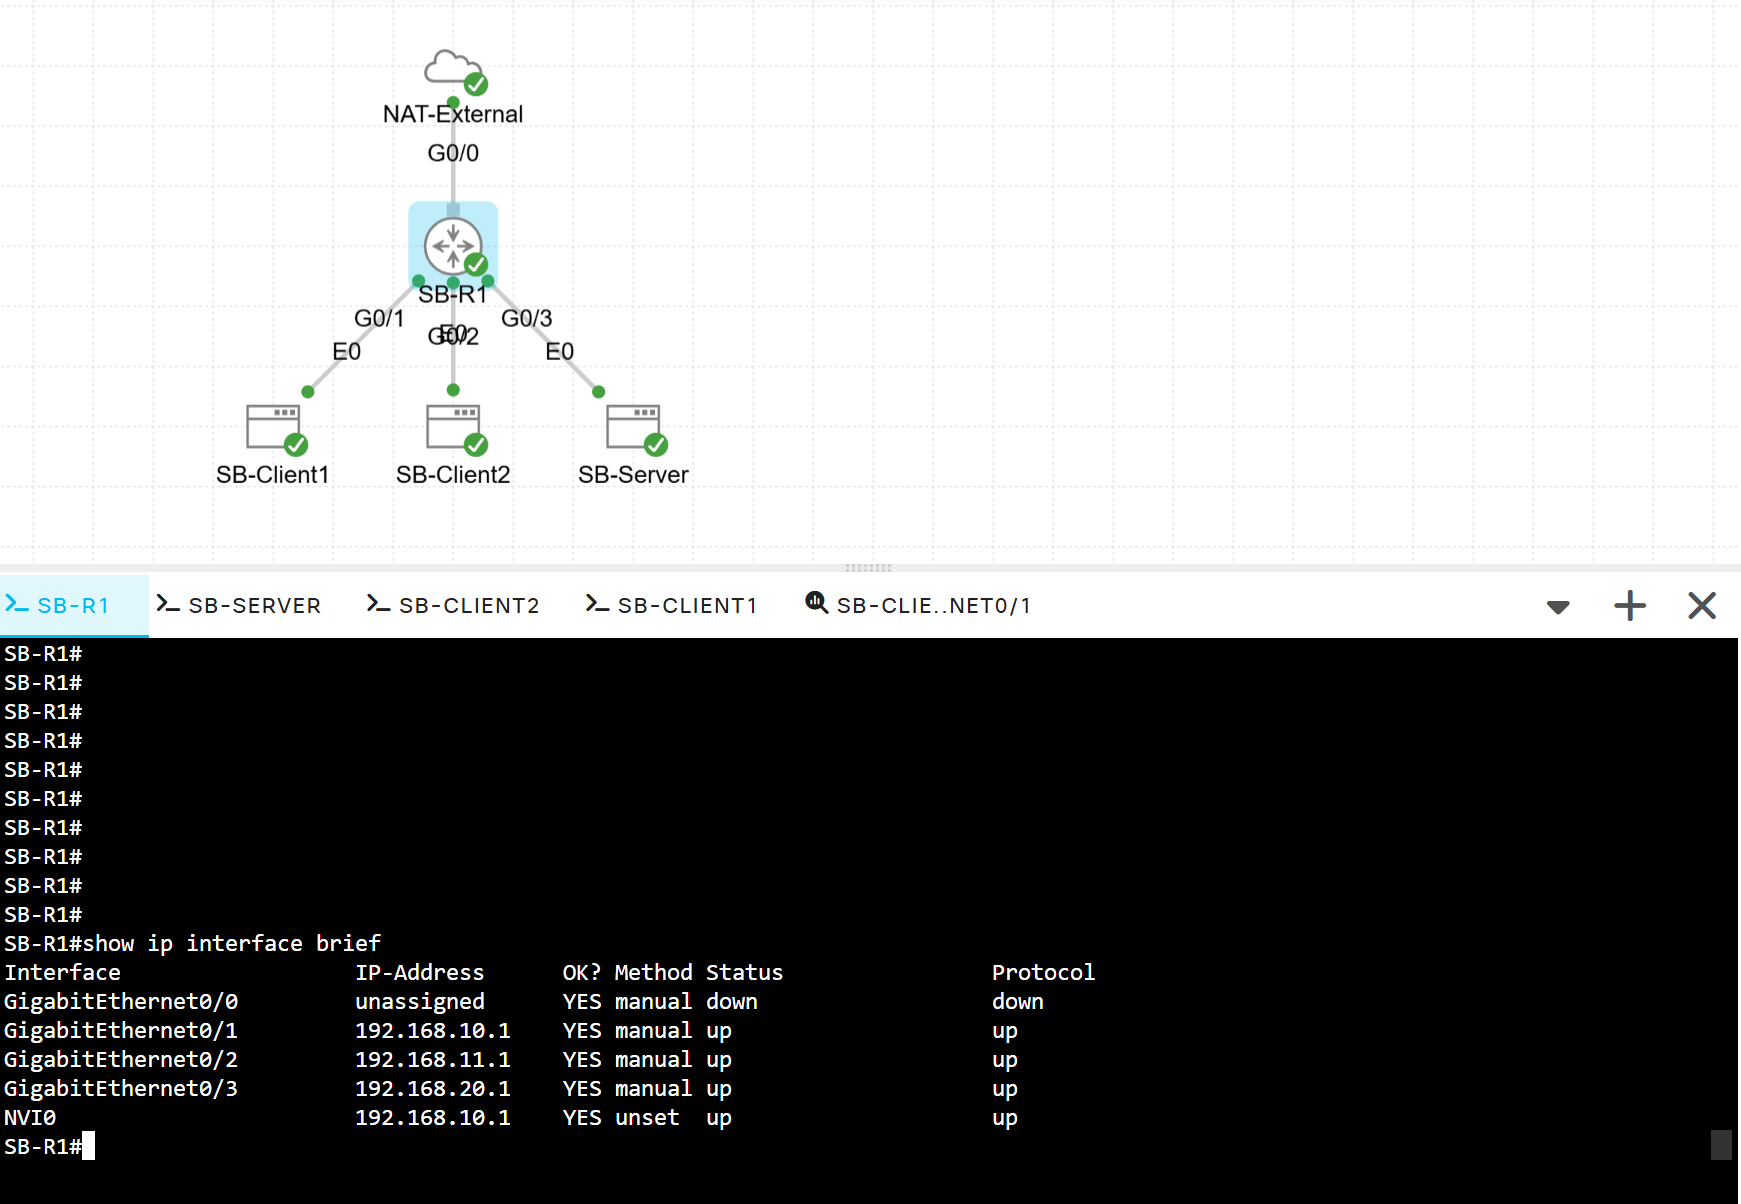 NAT-External
G0/0
SB-R1
G0/1
G0/2
E0
G0/3
E0
E0
SB-Client1
SB-Client2
SB-Server
SB-R1
SB-SERVER
SB-CLIENT2
SB-CLIENT1
SB-CLIE..NET0/1
SB-R1#
SB-R1#
SB-R1#
SB-R1#
SB-R1#
SB-R1#
SB-R1#
SB-R1#
SB-R1#
SB-R1#
SB-R1#show ip interface brief
Interface IP-Address OK? Method Status Protocol
GigabitEthernet0/0 unassigned YES manual down down
GigabitEthernet0/1 192.168.10.1 YES manual up up
GigabitEthernet0/2 192.168.11.1 YES manual up up
GigabitEthernet0/3 192.168.20.1 YES manual up up
NVI0 192.168.10.1 YES unset up up
SB-R1#